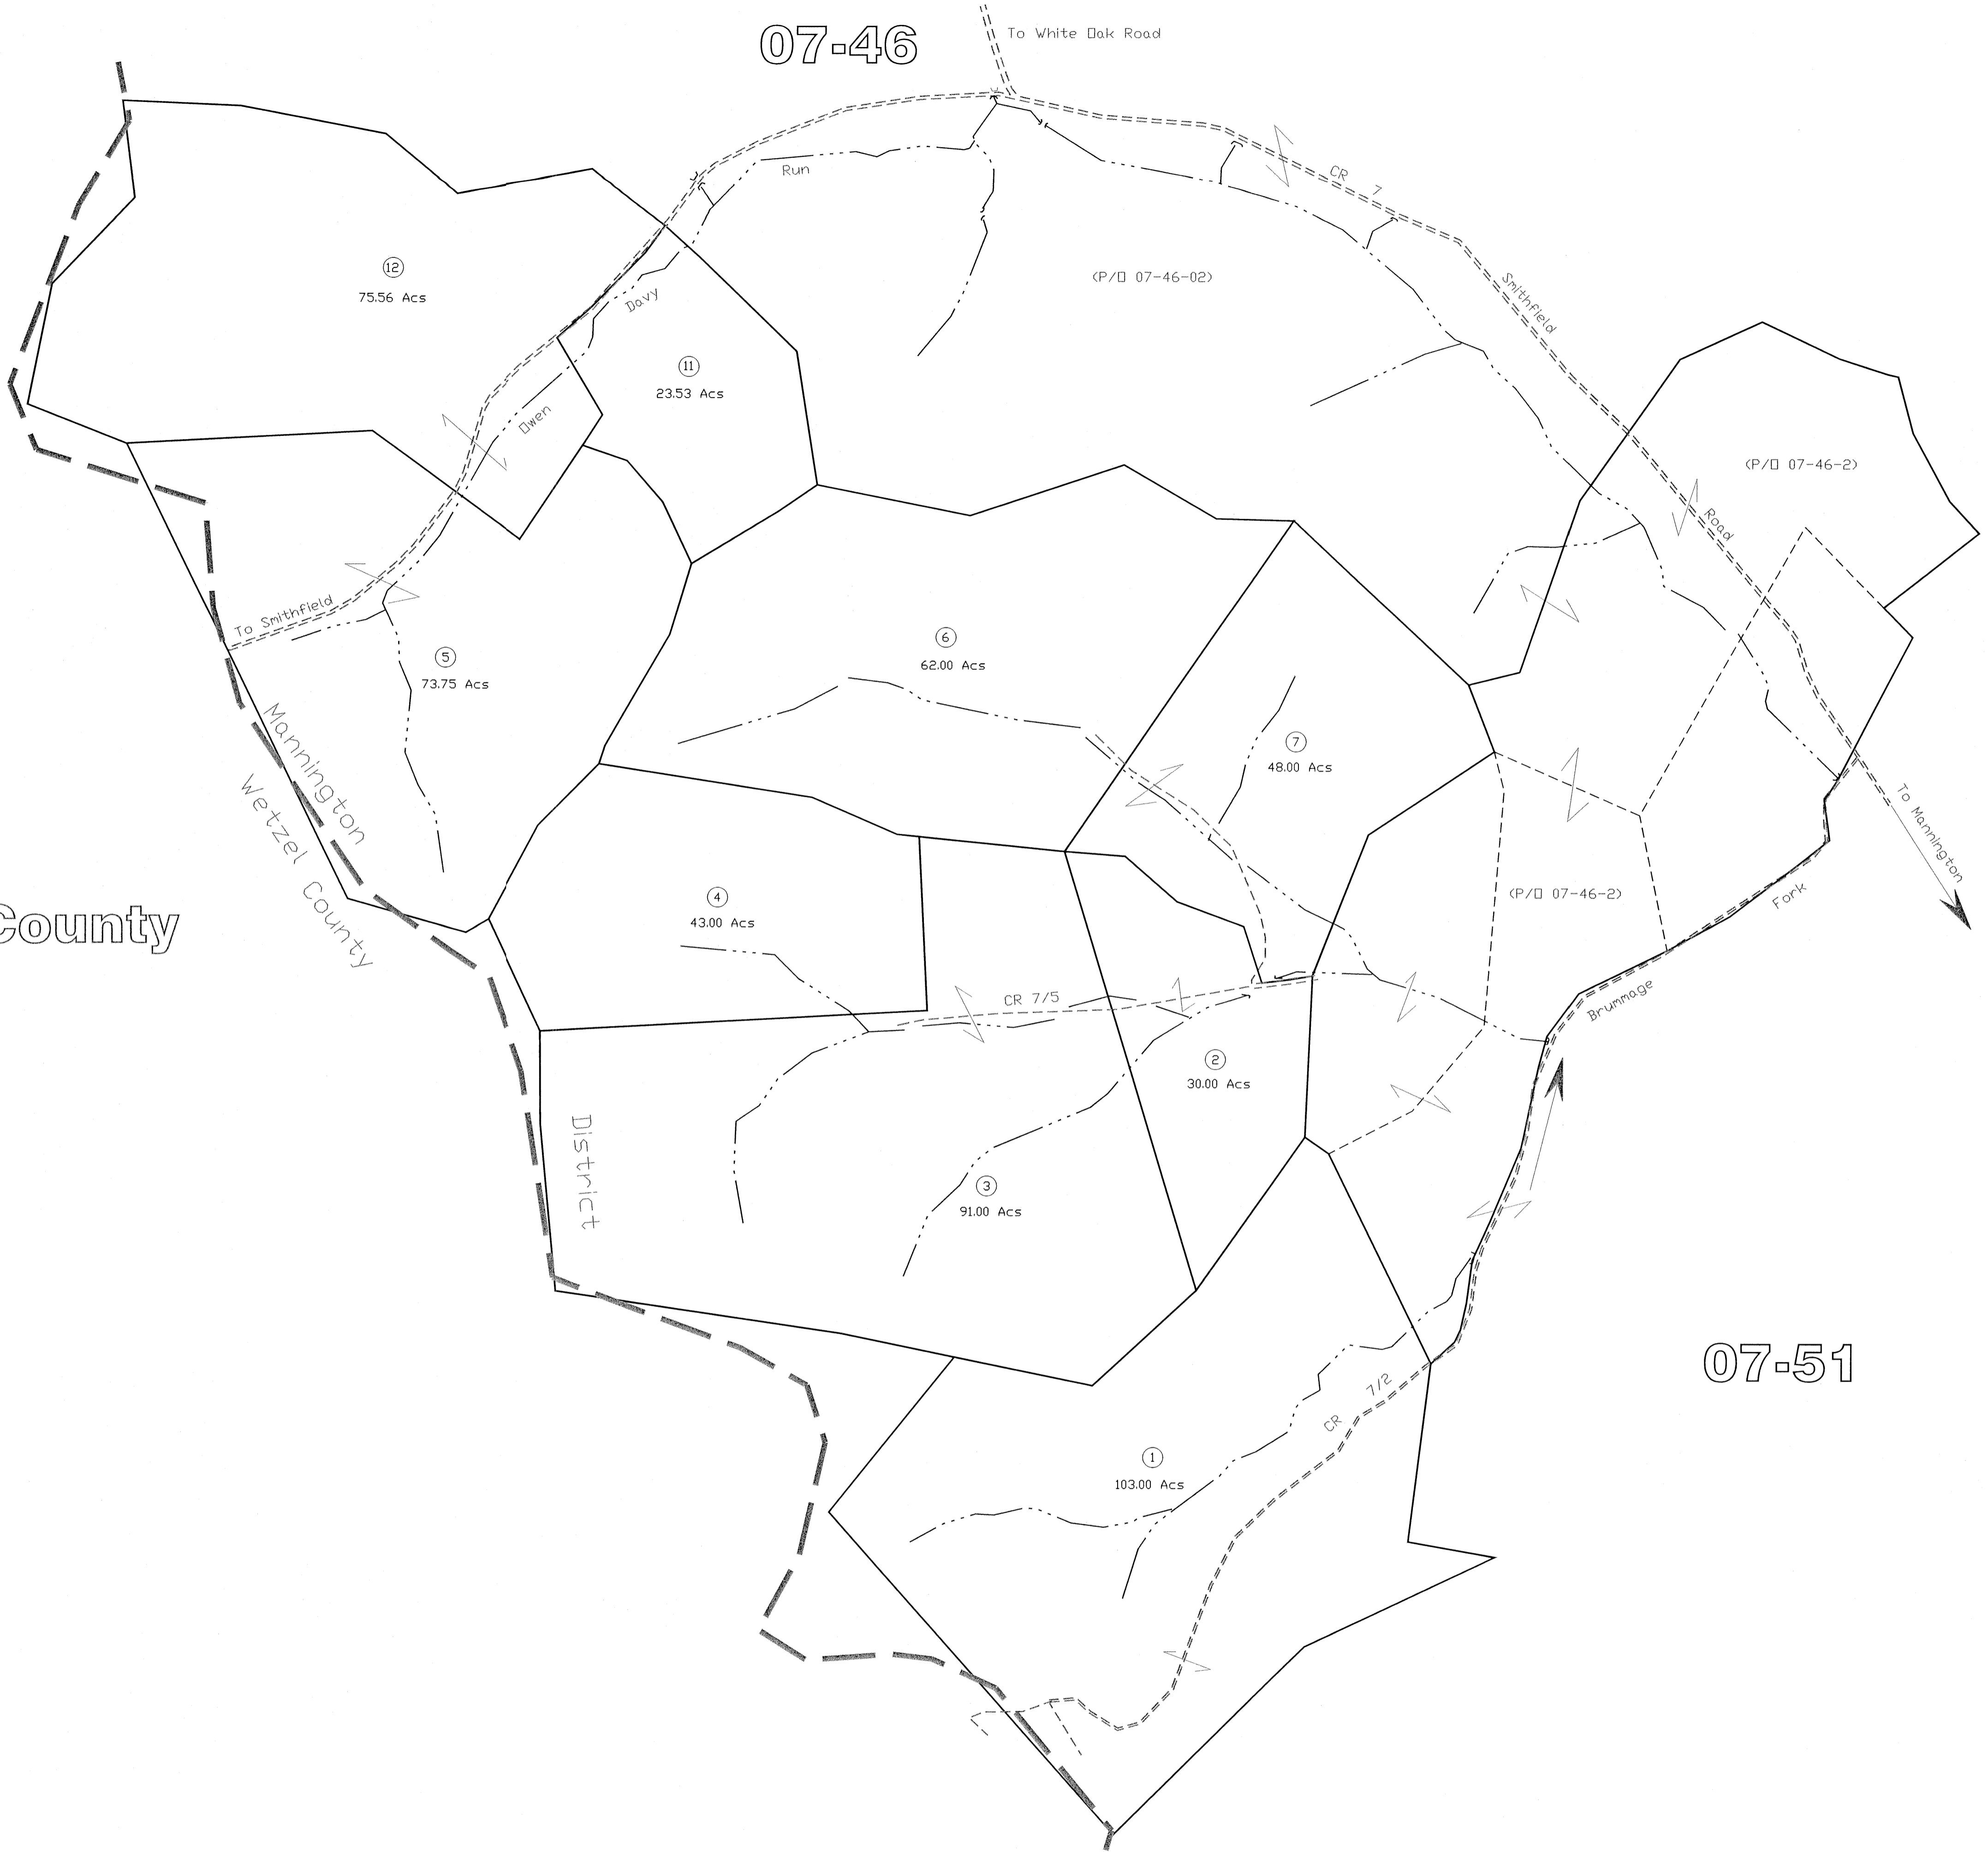 07-46
To White Oak Road
Run
CR 7
12
75.56 Acs
(P/O 07-46-02)
Davy
Smithfield
11
23.53 Acs
Owen
(P/O 07-46-2)
Road
To Smithfield
5
73.75 Acs
6
62.00 Acs
7
48.00 Acs
Mannington
Wetzel County
To Mannington
4
43.00 Acs
(P/O 07-46-2)
Fork
County
CR 7/5
Brummage
2
30.00 Acs
District
3
91.00 Acs
07-51
CR 7/2
1
103.00 Acs